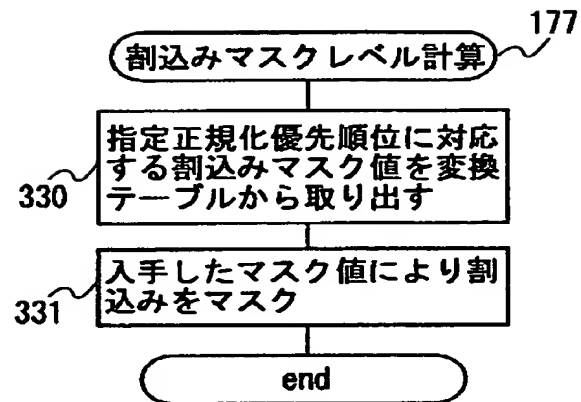 177
割込みマスクレベル計算
指定正規化優先順位に対応
する割込みマスク値を変換
テーブルから取り出す
330
入手したマスク値により割
込みをマスク
331
end